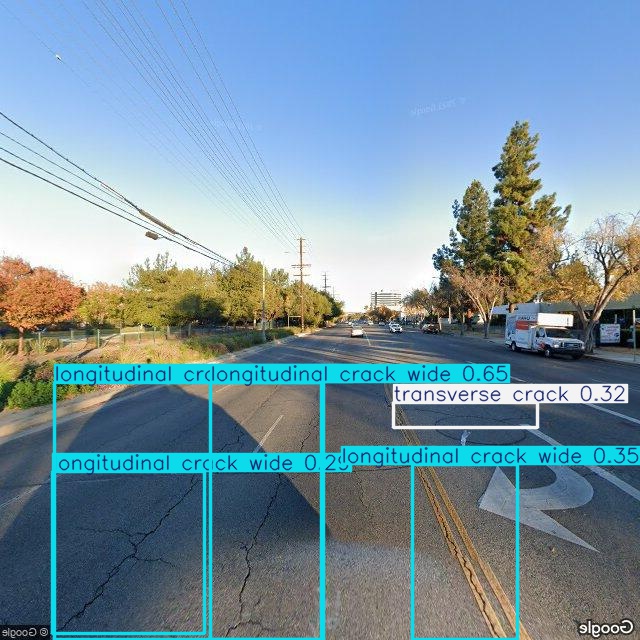 longitudinal cr
longitudinal crack wide 0.65
transverse crack 0.32
longitudinal crack wide 0.29
longitudinal crack wide 0.35
Google
© Google